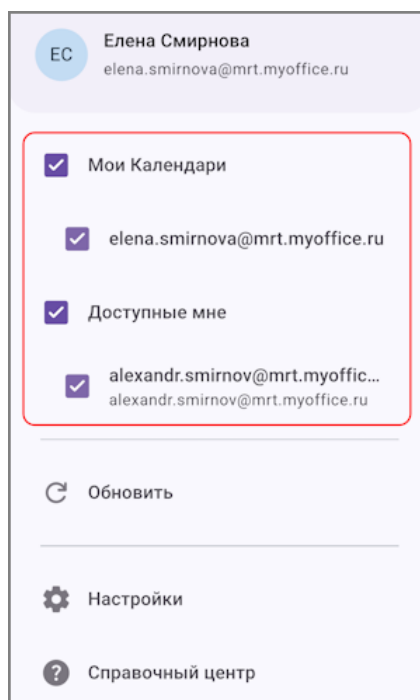 ЕС
Елена Смирнова
elena.smirnova@mrt.myoffice.ru
Мои Календари
elena.smirnova@mrt.myoffice.ru
Доступные мне
alexandr.smirnov@mrt.myoffic...
alexandr.smirnov@mrt.myoffice.ru
Обновить
Настройки
Справочный центр